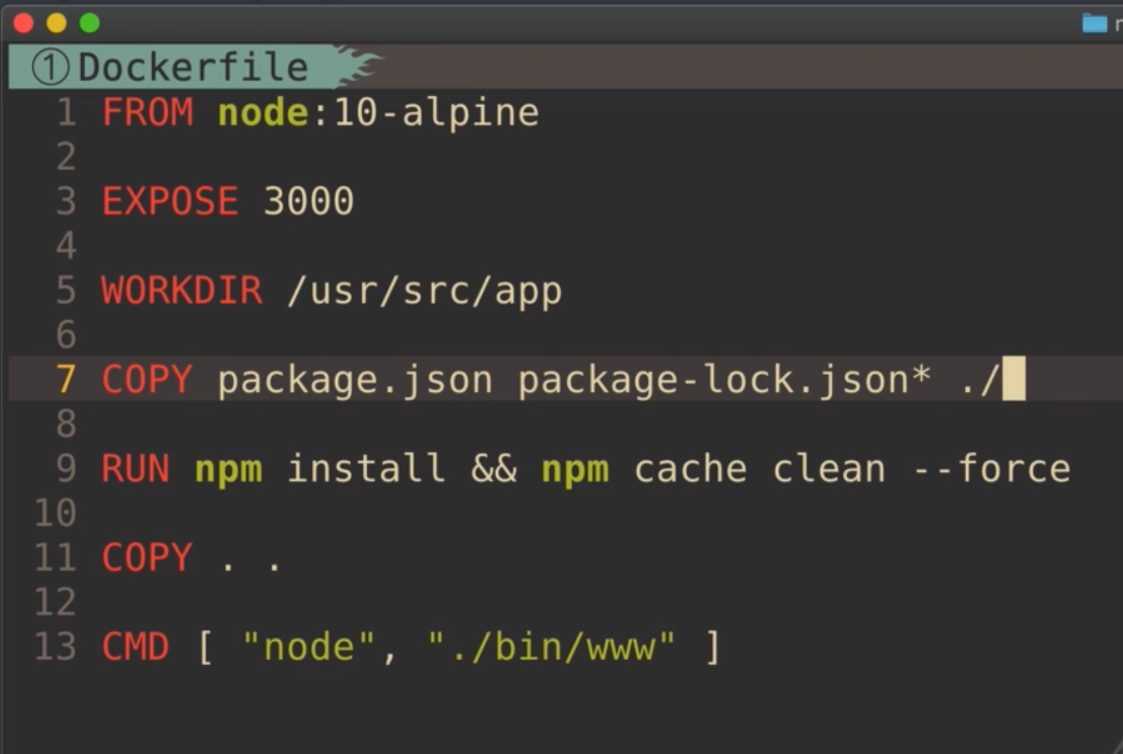 ① Dockerfile
1 FROM node:10-alpine
2
3 EXPOSE 3000
4
5 WORKDIR /usr/src/app
6
7 COPY package.json package-lock.json* ./
8
9 RUN npm install && npm cache clean --force
10
11 COPY . .
12
13 CMD [ "node", "./bin/www" ]